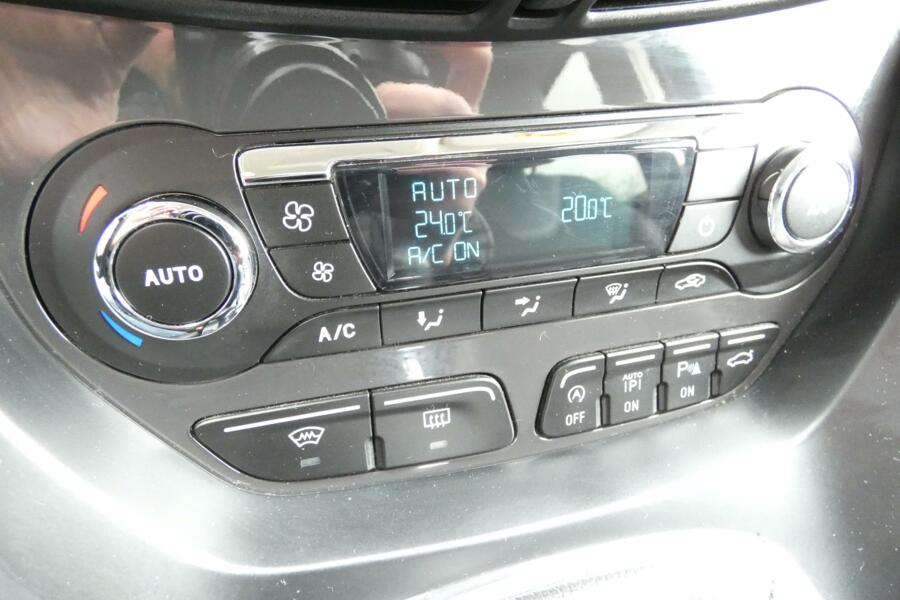 AUTO
24.0°C
A/C ON
20.0°C
AUTO
A/C
OFF
AUTO
P
ON
P
ON